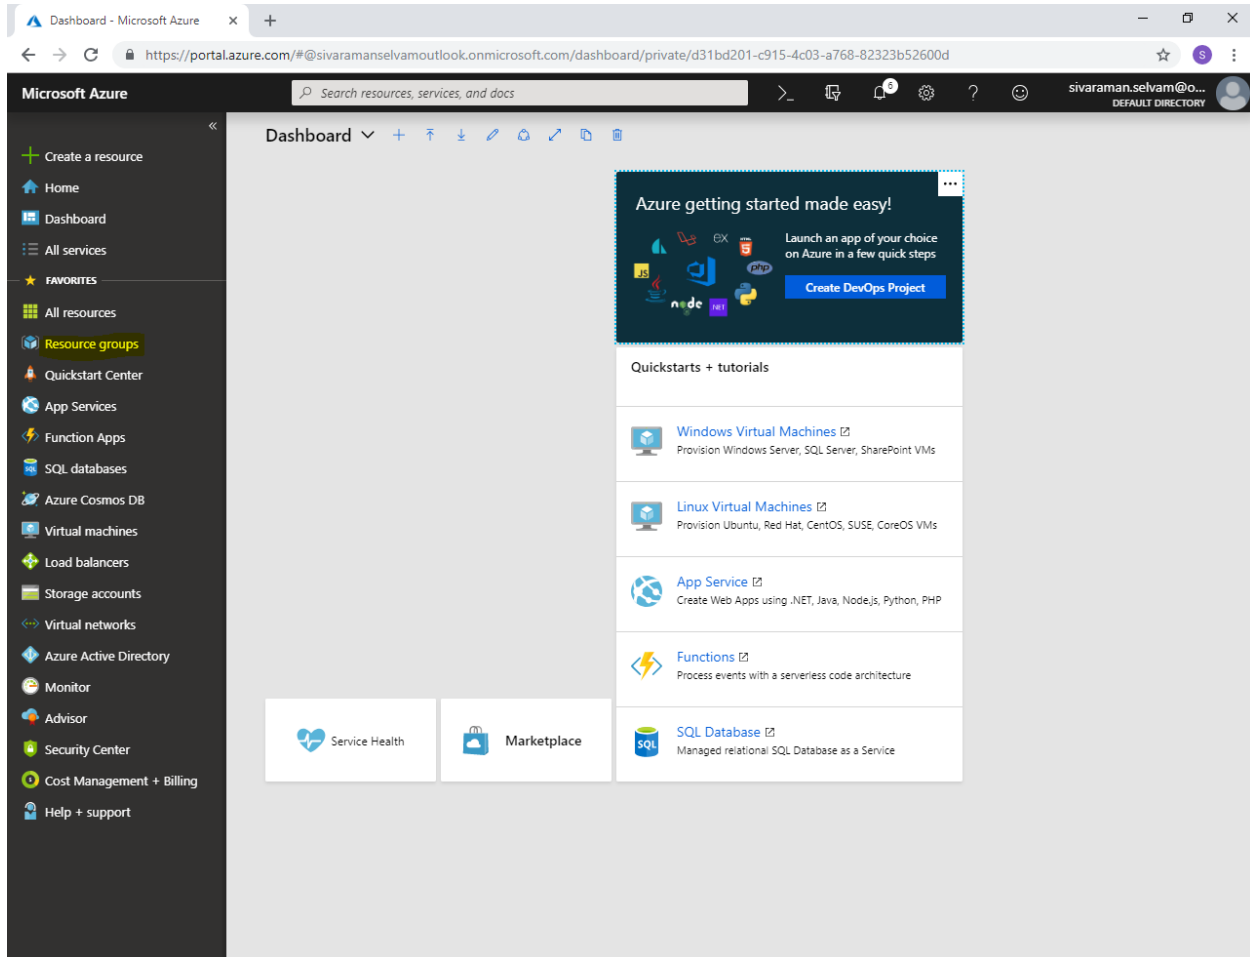 Dashboard - Microsoft Azure
https://portal.azure.com/#@sivaramanselvamoutlook.onmicrosoft.com/dashboard/private/d31bd201-c915-4c03-a768-82323b52600d
S
Microsoft Azure
Search resources, services, and docs
6
sivaraman.selvam@o...
DEFAULT DIRECTORY
Create a resource
Home
Dashboard
All services
FAVORITES
All resources
Resource groups
Quickstart Center
App Services
Function Apps
SQL databases
Azure Cosmos DB
Virtual machines
Load balancers
Storage accounts
Virtual networks
Azure Active Directory
Monitor
Advisor
Security Center
Cost Management + Billing
Help + support
Dashboard
Azure getting started made easy!
EX
HTML
5
JS
php
node
.NET
Launch an app of your choice
on Azure in a few quick steps
Create DevOps Project
Quickstarts + tutorials
Windows Virtual Machines
Provision Windows Server, SQL Server, SharePoint VMs
Linux Virtual Machines
Provision Ubuntu, Red Hat, CentOS, SUSE, CoreOS VMs
App Service
Create Web Apps using .NET, Java, Node.js, Python, PHP
Functions
Process events with a serverless code architecture
SQL
SQL Database
Managed relational SQL Database as a Service
Service Health
Marketplace